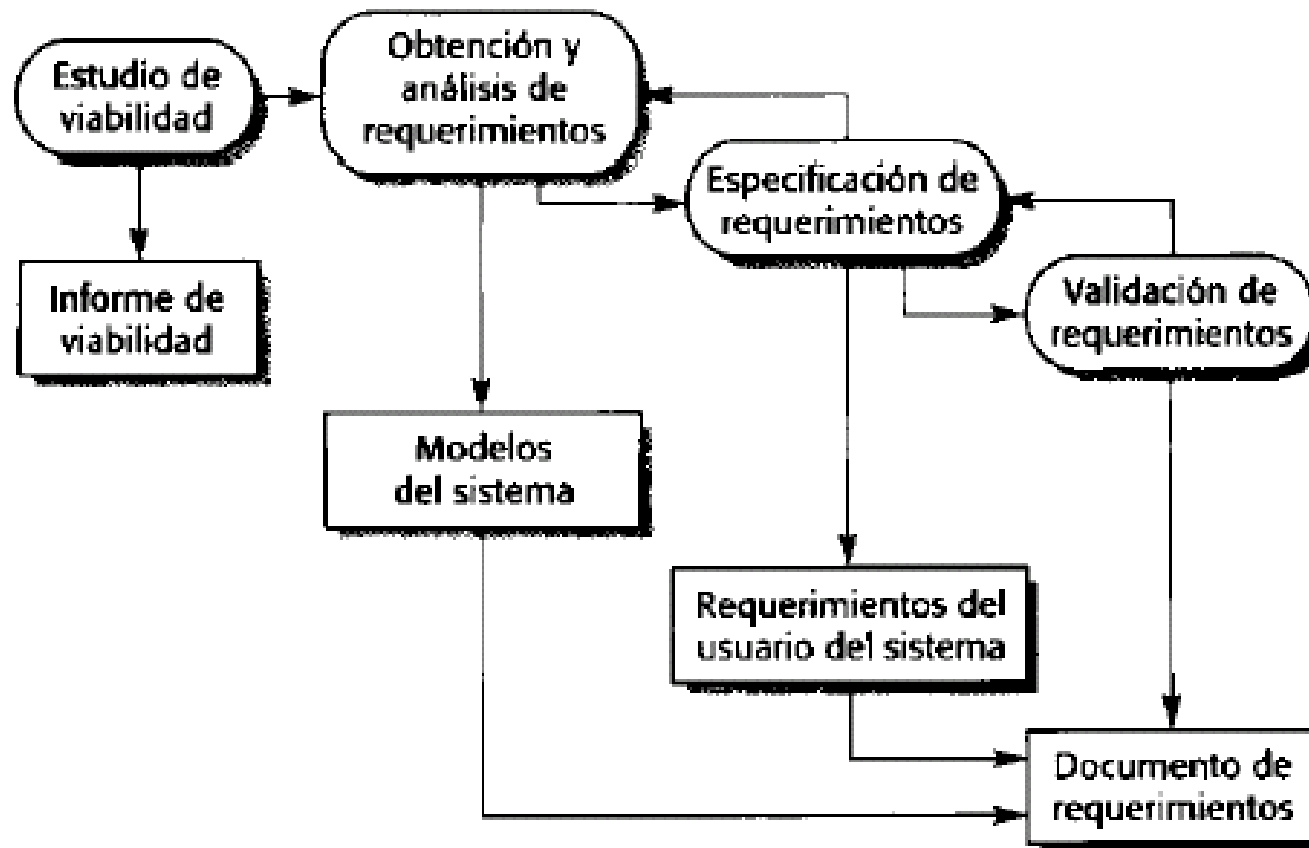 Estudio de
viabilidad
Obtención y
análisis de
requerimientos
Especificación de
requerimientos
Informe de
viabilidad
Validación de
requerimientos
Modelos
del sistema
Requerimientos del
usuario del sistema
Documento de
requerimientos